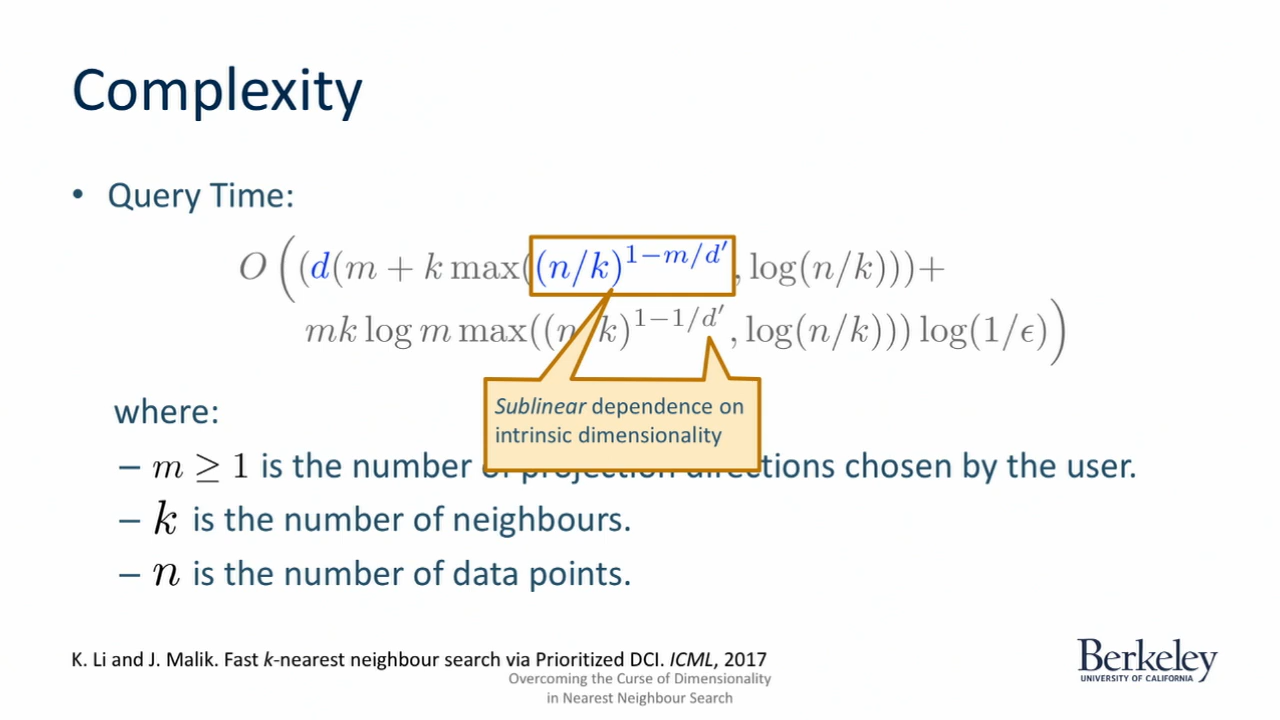 Complexity
• Query Time:
O((d(m + k max((n/k)^{1−m/d′}, log(n/k)))+
mk log m max((n/k)^{1−1/d′}, log(n/k))) log(1/ϵ))
Sublinear dependence on
intrinsic dimensionality
where:
– m ≥ 1 is the number of projection directions chosen by the user.
– k is the number of neighbours.
– n is the number of data points.
K. Li and J. Malik. Fast k-nearest neighbour search via Prioritized DCI. ICML, 2017
Overcoming the Curse of Dimensionality
in Nearest Neighbour Search
Berkeley
UNIVERSITY OF CALIFORNIA